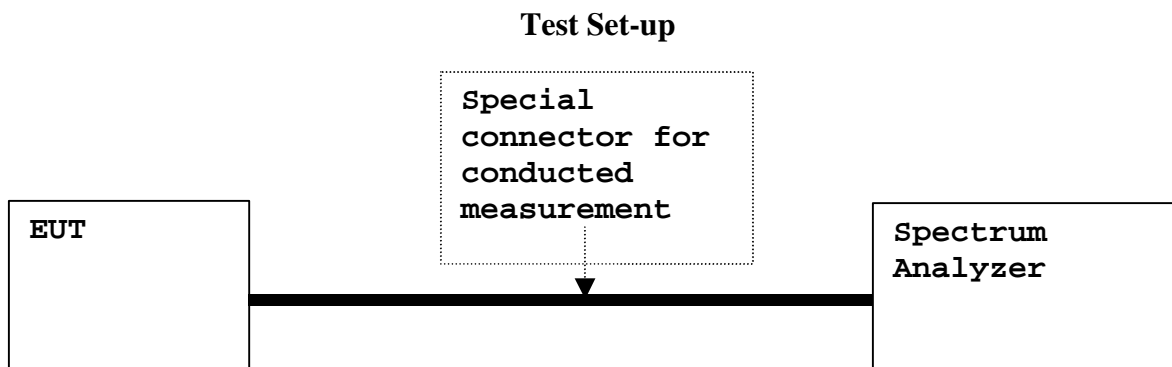 Test Set-up
Special
connector for
conducted
measurement
EUT
Spectrum
Analyzer